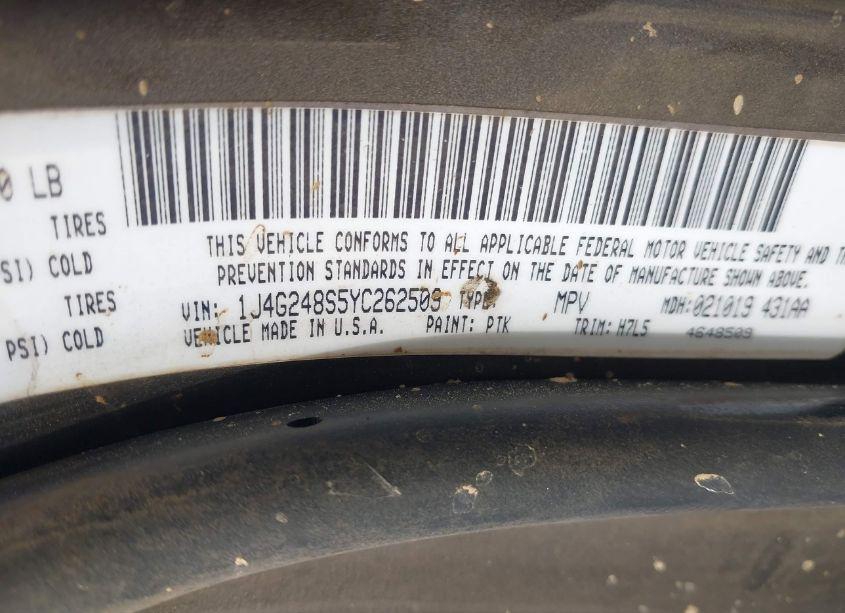 0 LB
TIRES
SI) COLD
TIRES
PSI) COLD
THIS VEHICLE CONFORMS TO ALL APPLICABLE FEDERAL MOTOR VEHICLE SAFETY AND
PREVENTION STANDARDS IN EFFECT ON THE DATE OF MANUFACTURE SHOWN ABOVE.
VIN: 1J4G248S5YC262509 TYPE: MPV MDH:021019 431AA
VEHICLE MADE IN U.S.A. PAINT: PTK TRIM: H7L5 4648509